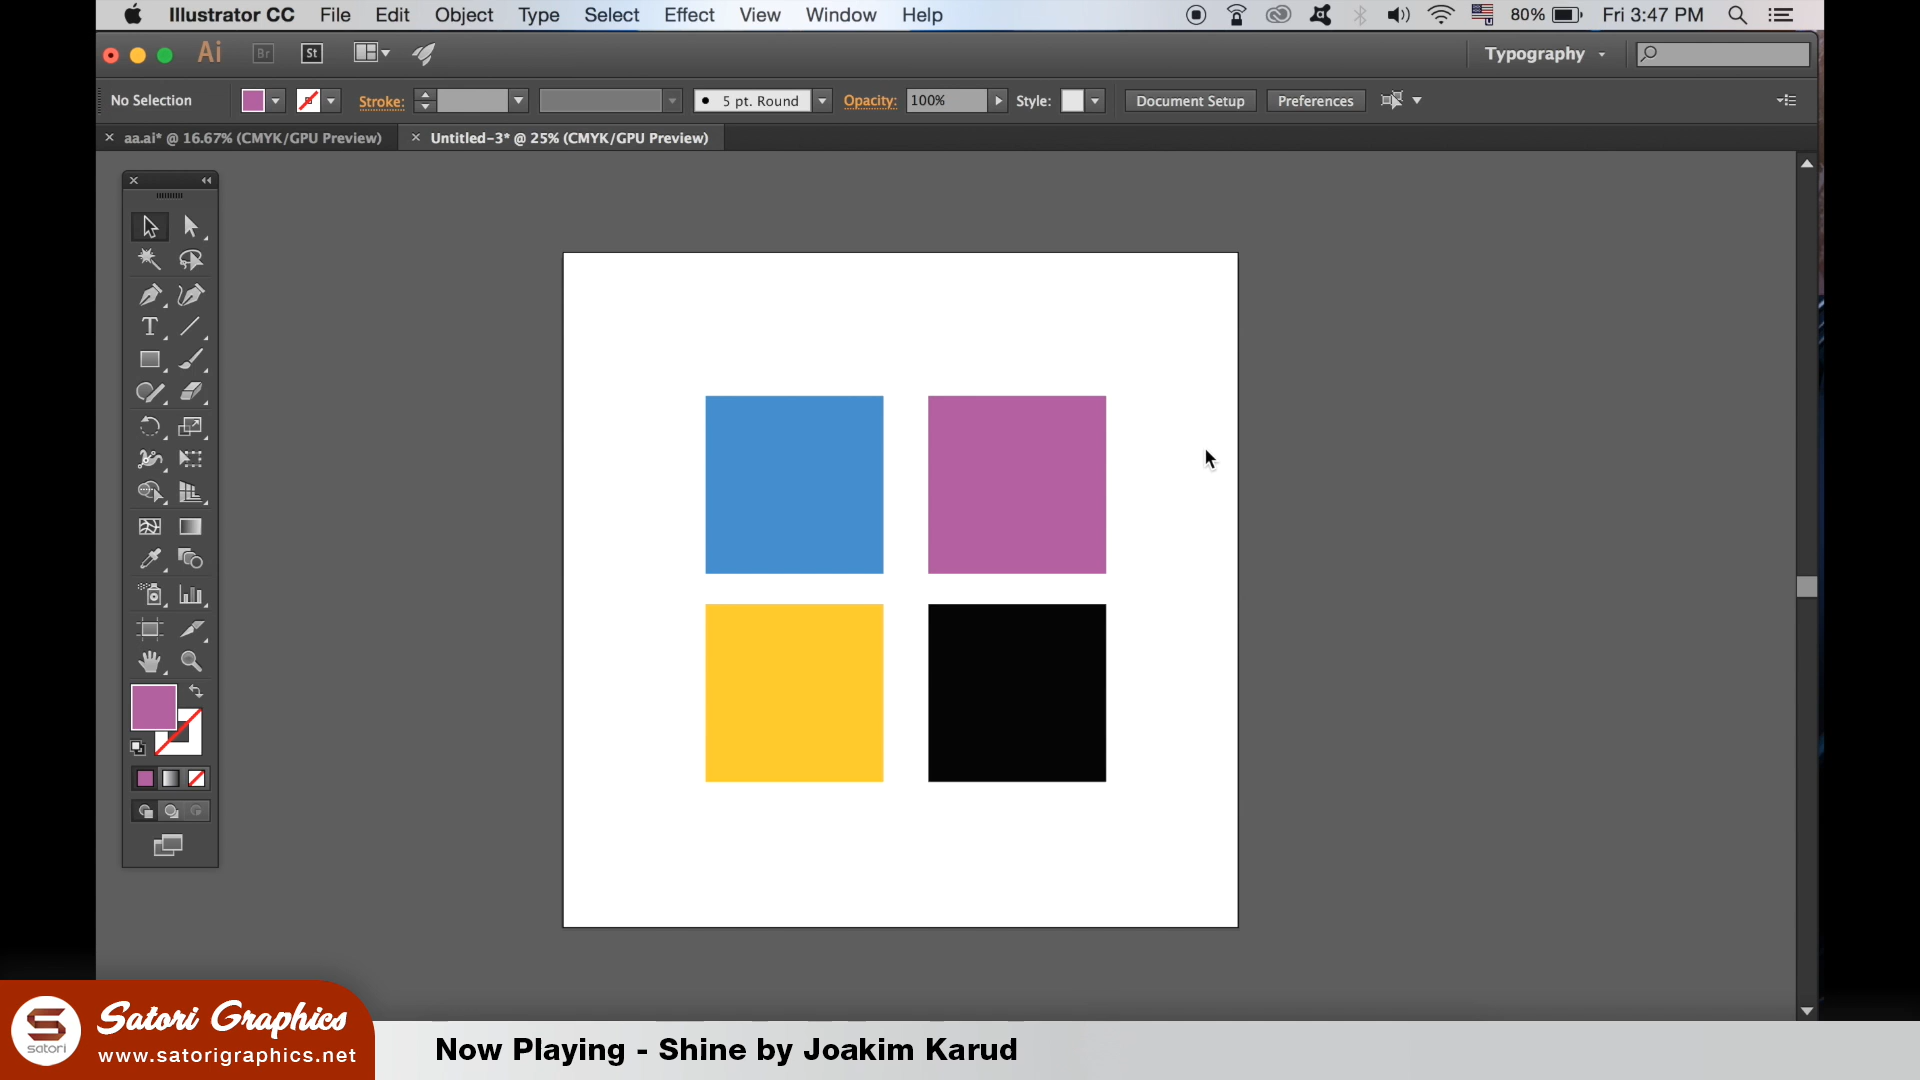 Illustrator CC File Edit Object Type Select Effect View Window Help 80% Fri 3:47 PM
Ai Br St Typography
No Selection Stroke: 5 pt. Round Opacity: 100% Style: Document Setup Preferences
aa.ai* @ 16.67% (CMYK/GPU Preview) Untitled-3* @ 25% (CMYK/GPU Preview)
T
S
satori
Satori Graphics
www.satorigraphics.net
Now Playing - Shine by Joakim Karud